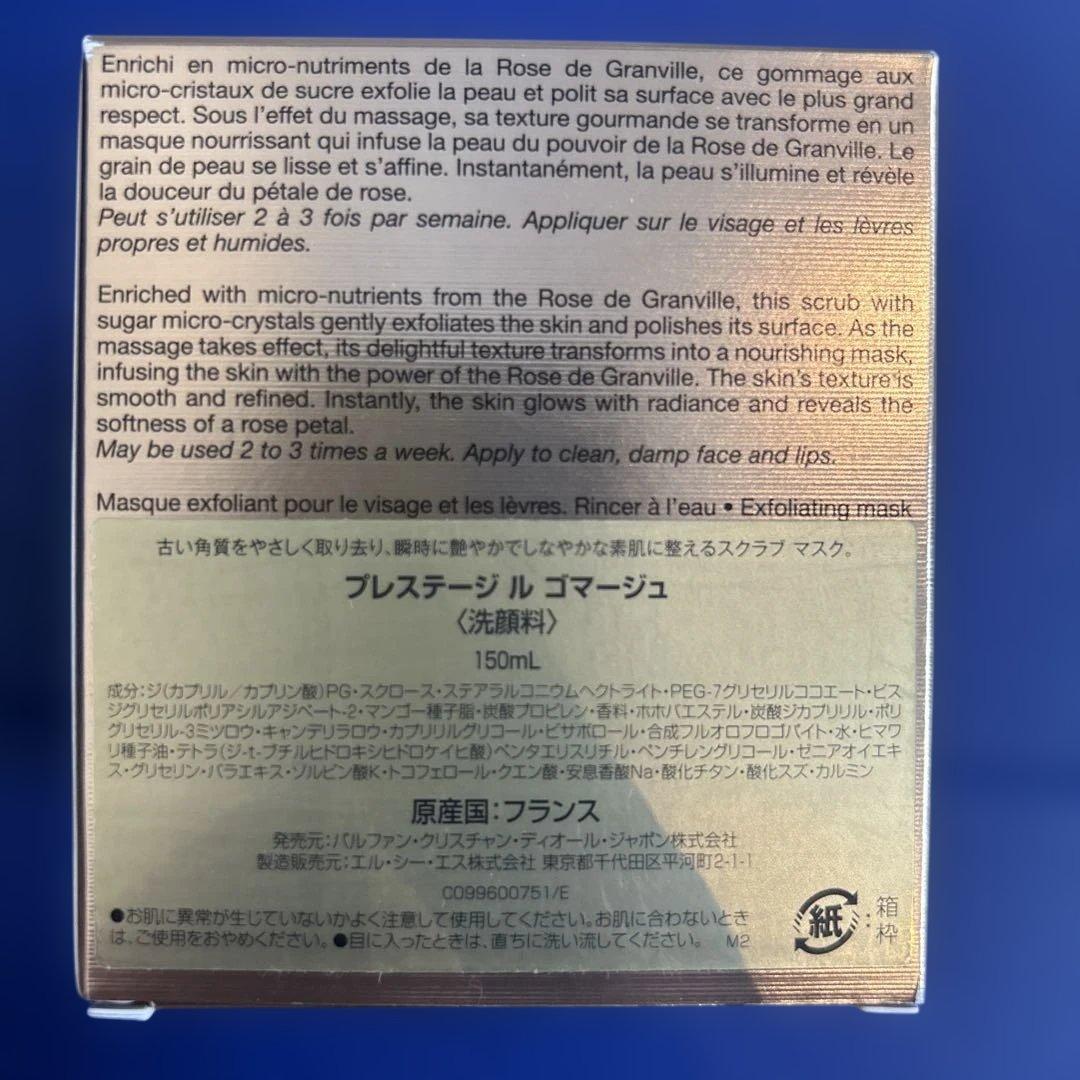 Enrichi en micro-nutriments de la Rose de Granville, ce gommage aux
micro-cristaux de sucre exfolie la peau et polit sa surface avec le plus grand
respect. Sous l'effet du massage, sa texture gourmande se transforme en un
masque nourrissant qui infuse la peau du pouvoir de la Rose de Granville. Le
grain de peau se lisse et s'affine. Instantanément, la peau s'illumine et révèle
la douceur du pétale de rose.
Peut s'utiliser 2 à 3 fois par semaine. Appliquer sur le visage et les lèvres
propres et humides.
Enriched with micro-nutrients from the Rose de Granville, this scrub with
sugar micro-crystals gently exfoliates the skin and polishes its surface. As the
massage takes effect, its delightful texture transforms into a nourishing mask,
infusing the skin with the power of the Rose de Granville. The skin's texture is
smooth and refined. Instantly, the skin glows with radiance and reveals the
softness of a rose petal.
May be used 2 to 3 times a week. Apply to clean, damp face and lips.
Masque exfoliant pour le visage et les lèvres. Rincer à l'eau • Exfoliating mask
古い角質をやさしく取り去り、瞬時に艶やかでしなやかな素肌に整えるスクラブ マスク。
プレステージ ル ゴマージュ
〈洗顔料〉
150mL
成分：ジ(カプリル／カプリン酸)PG・スクロース・ステアラルコニウムヘクトライト・PEG-7グリセリルココエート・ビス
ジグリセリルポリアシルアジペート-2・マンゴー種子脂・炭酸プロピレン・香料・ホホバエステル・炭酸ジカプリリル・ポリ
グリセリル-3ミツロウ・キャンデリラロウ・カプリリルグリコール・ビサボロール・合成フルオロフロゴパイト・水・ヒマワ
リ種子油・テトラ(ジ-t-ブチルヒドロキシヒドロケイヒ酸)ペンタエリスリチル・ペンチレングリコール・ゼニアオイエキ
ス・グリセリン・バラエキス・ソルビン酸K・トコフェロール・クエン酸・安息香酸Na・酸化チタン・酸化スズ・カルミン
原産国：フランス
発売元：パルファン・クリスチャン・ディオール・ジャポン株式会社
製造販売元：エル・シー・エス株式会社 東京都千代田区平河町2-1-1
C099600751/E
●お肌に異常が生じていないかよく注意して使用してください。お肌に合わないとき
は、ご使用をおやめください。●目に入ったときは、直ちに洗い流してください。 M2
紙：箱
枠